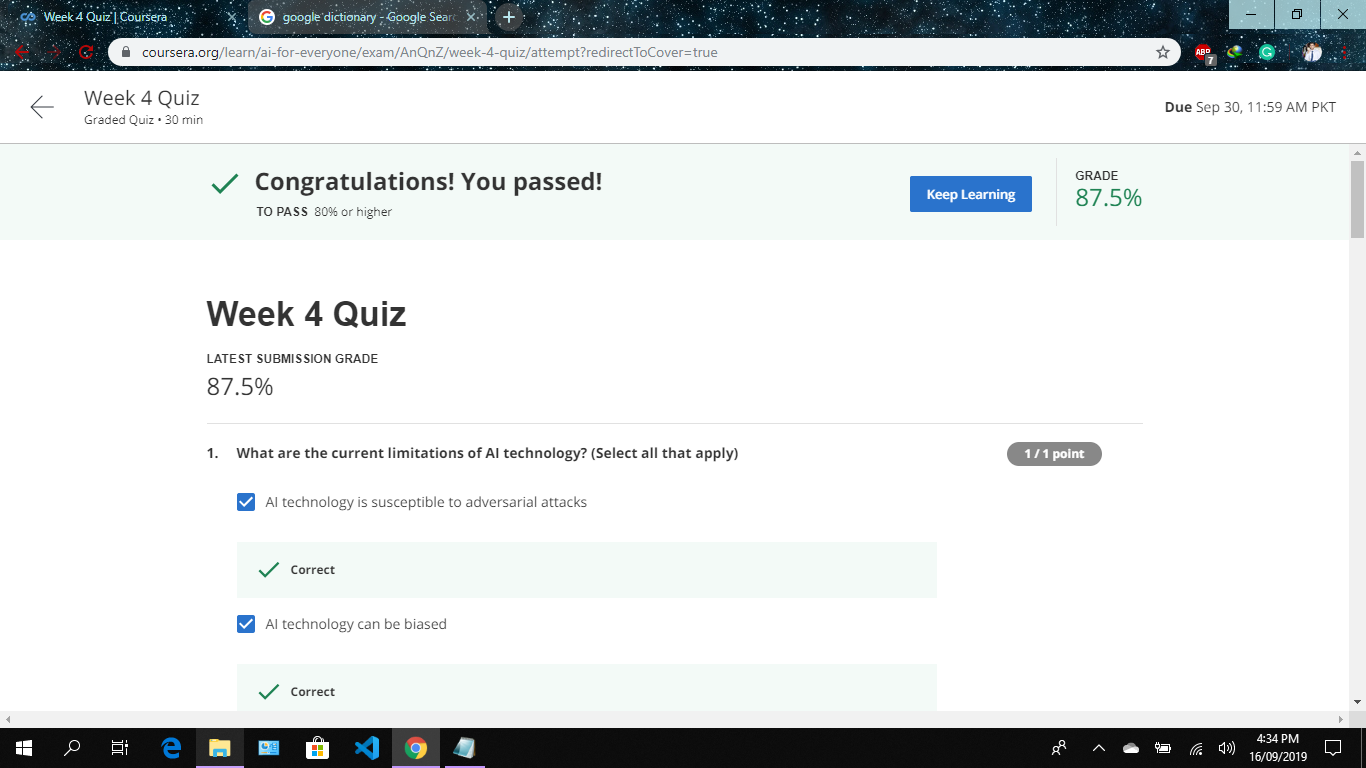 Week 4 Quiz | Coursera
google dictionary - Google Sear
coursera.org/learn/ai-for-everyone/exam/AnQnZ/week-4-quiz/attempt?redirectToCover=true
ABP
7
Week 4 Quiz
Graded Quiz • 30 min
Due Sep 30, 11:59 AM PKT
Congratulations! You passed!
TO PASS 80% or higher
Keep Learning
GRADE
87.5%
Week 4 Quiz
LATEST SUBMISSION GRADE
87.5%
1. What are the current limitations of AI technology? (Select all that apply)
1 / 1 point
AI technology is susceptible to adversarial attacks
Correct
AI technology can be biased
Correct
4:34 PM
16/09/2019